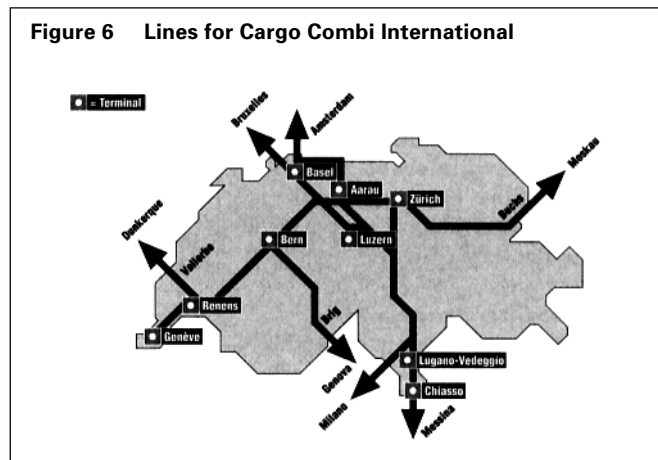 Figure 6 Lines for Cargo Combi International
= Terminal
Bruxelles
Amsterdam
Basel
Aarau
Zürich
Buchs
Moskau
Dunkerque
Vallorbe
Bern
Luzern
Renens
Genève
Brig
Genova
Lugano-Vedeggio
Milano
Chiasso
Messina